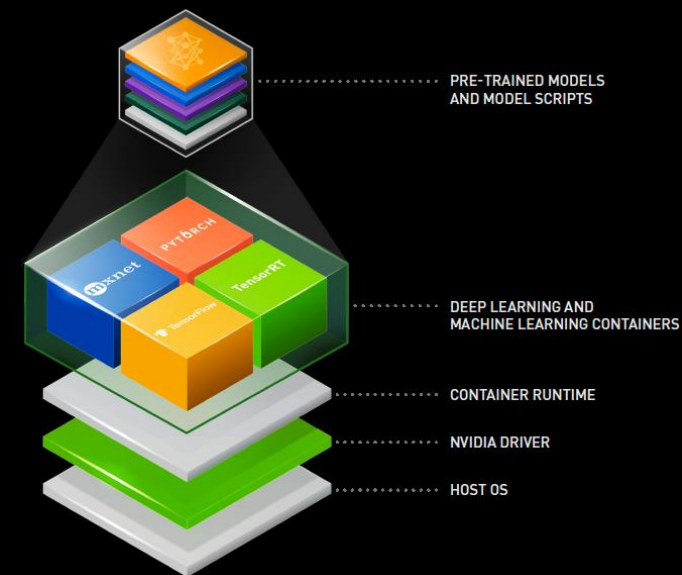 PRE-TRAINED MODELS
AND MODEL SCRIPTS
PYTORCH
mxnet
TensorRT
TensorFlow
DEEP LEARNING AND
MACHINE LEARNING CONTAINERS
CONTAINER RUNTIME
NVIDIA DRIVER
HOST OS